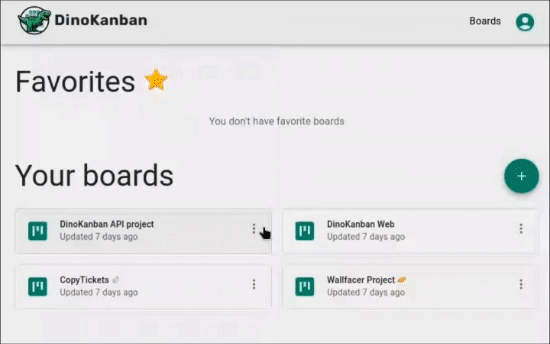 DinoKanban
Boards
Favorites ⭐
You don't have favorite boards
Your boards
+
DinoKanban API project
Updated 7 days ago
DinoKanban Web
Updated 7 days ago
CopyTickets
Updated 7 days ago
Wallfacer Project
Updated 7 days ago